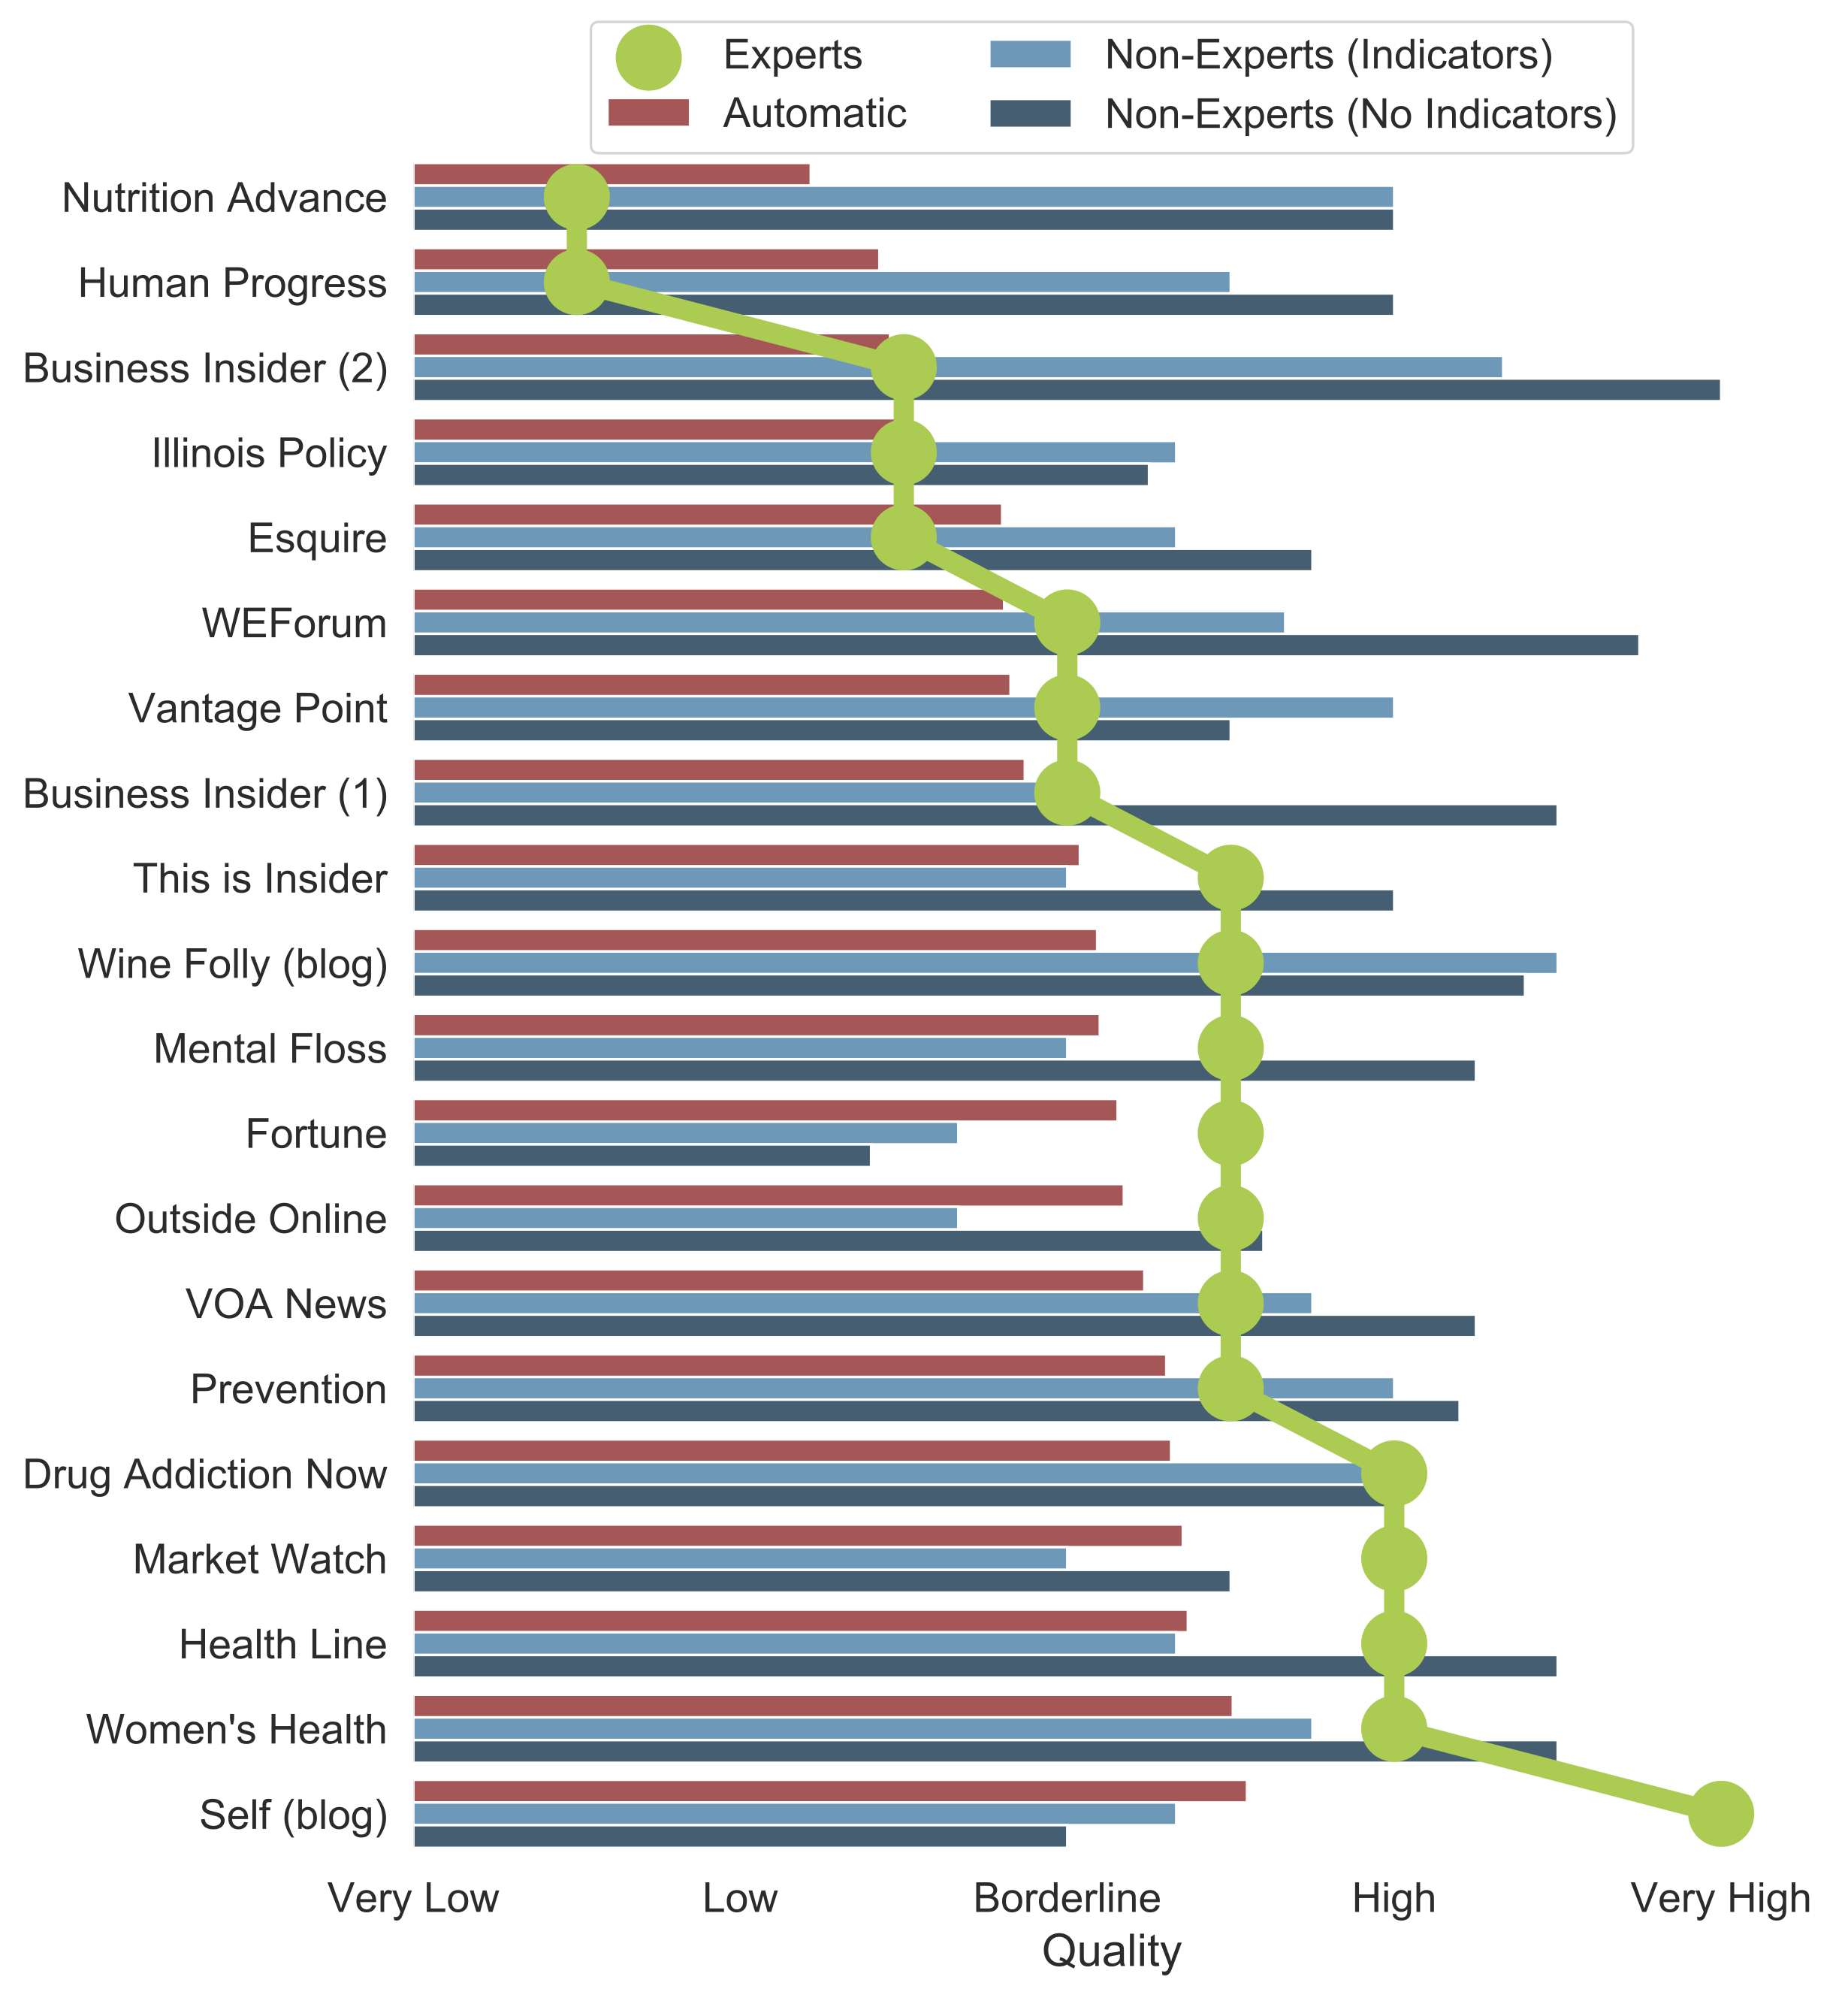 Experts
Automatic
Non-Experts (Indicators)
Non-Experts (No Indicators)
Nutrition Advance
Human Progress
Business Insider (2)
Illinois Policy
Esquire
WEForum
Vantage Point
Business Insider (1)
This is Insider
Wine Folly (blog)
Mental Floss
Fortune
Outside Online
VOA News
Prevention
Drug Addiction Now
Market Watch
Health Line
Women's Health
Self (blog)
Very Low Low Borderline High Very High
Quality